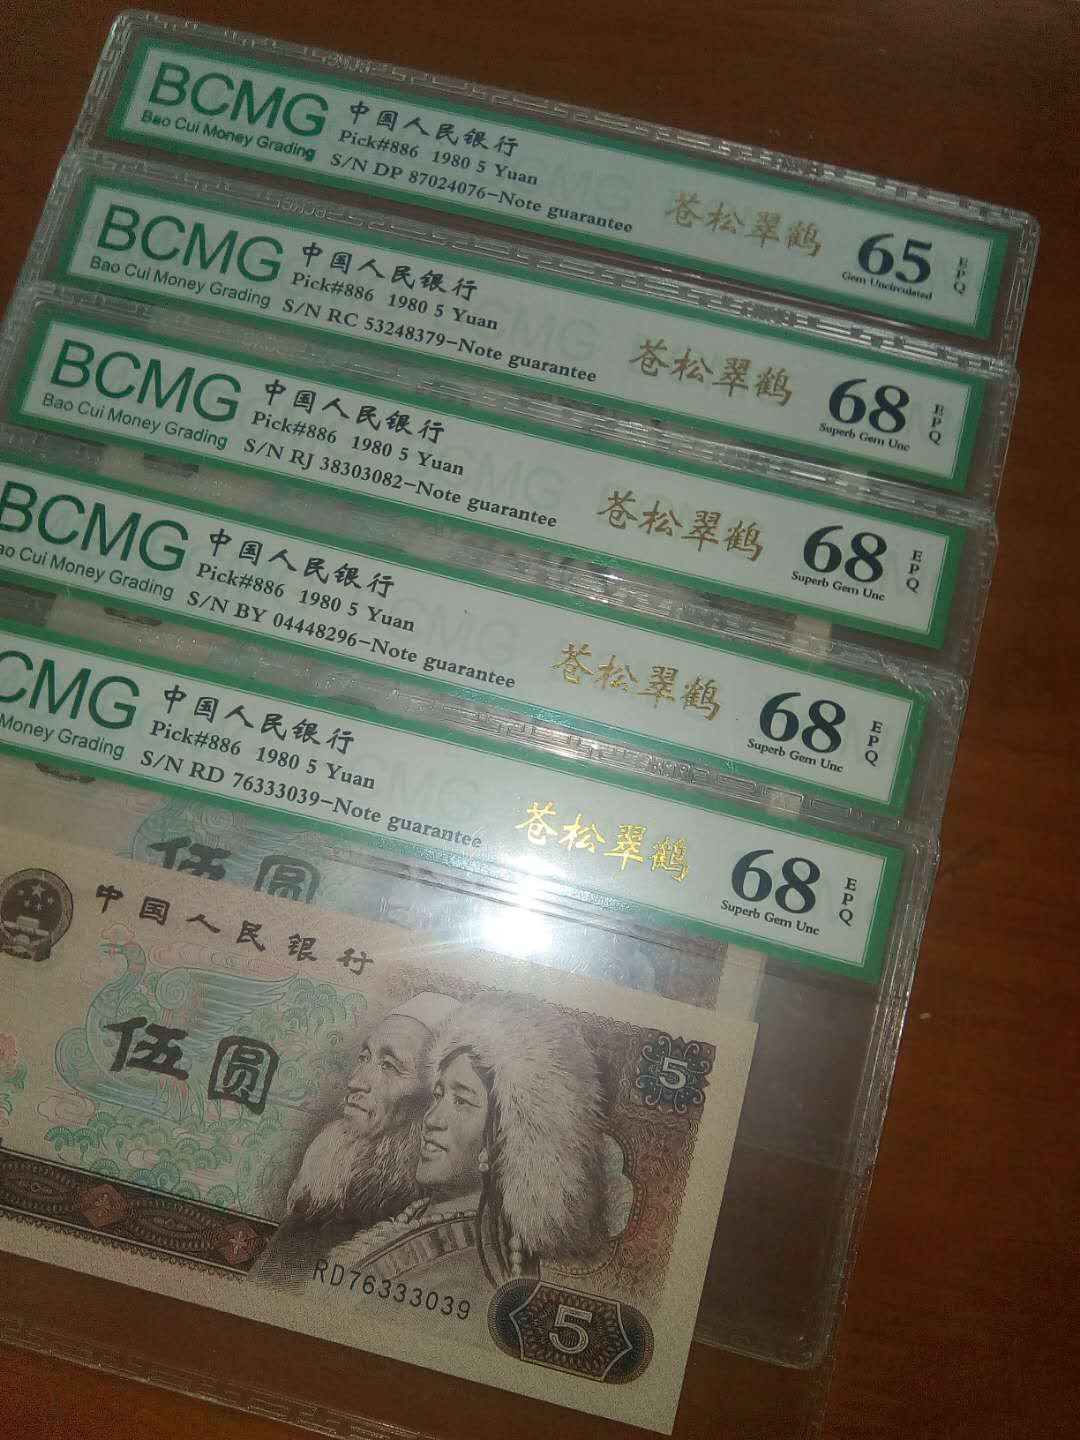 BCMG
Bao Cui Money Grading
中国人民银行
Pick#886 1980 5 Yuan
S/N DP 87024076-Note guarantee
苍松翠鹤
65
Gem Uncirculated
EPQ
BCMG
Bao Cui Money Grading
中国人民银行
Pick#886 1980 5 Yuan
S/N RC 53248379-Note guarantee
苍松翠鹤
68
Superb Gem Unc
EPQ
BCMG
Bao Cui Money Grading
中国人民银行
Pick#886 1980 5 Yuan
S/N RJ 38303082-Note guarantee
苍松翠鹤
68
Superb Gem Unc
EPQ
BCMG
ao Cui Money Grading
中国人民银行
Pick#886 1980 5 Yuan
S/N BY 04448296-Note guarantee
苍松翠鹤
68
Superb Gem Unc
EPQ
CMG
Money Grading
中国人民银行
Pick#886 1980 5 Yuan
S/N RD 76333039-Note guarantee
苍松翠鹤
68
Superb Gem Unc
EPQ
伍圆
中国人民银行
伍圆
5
RD76333039
5